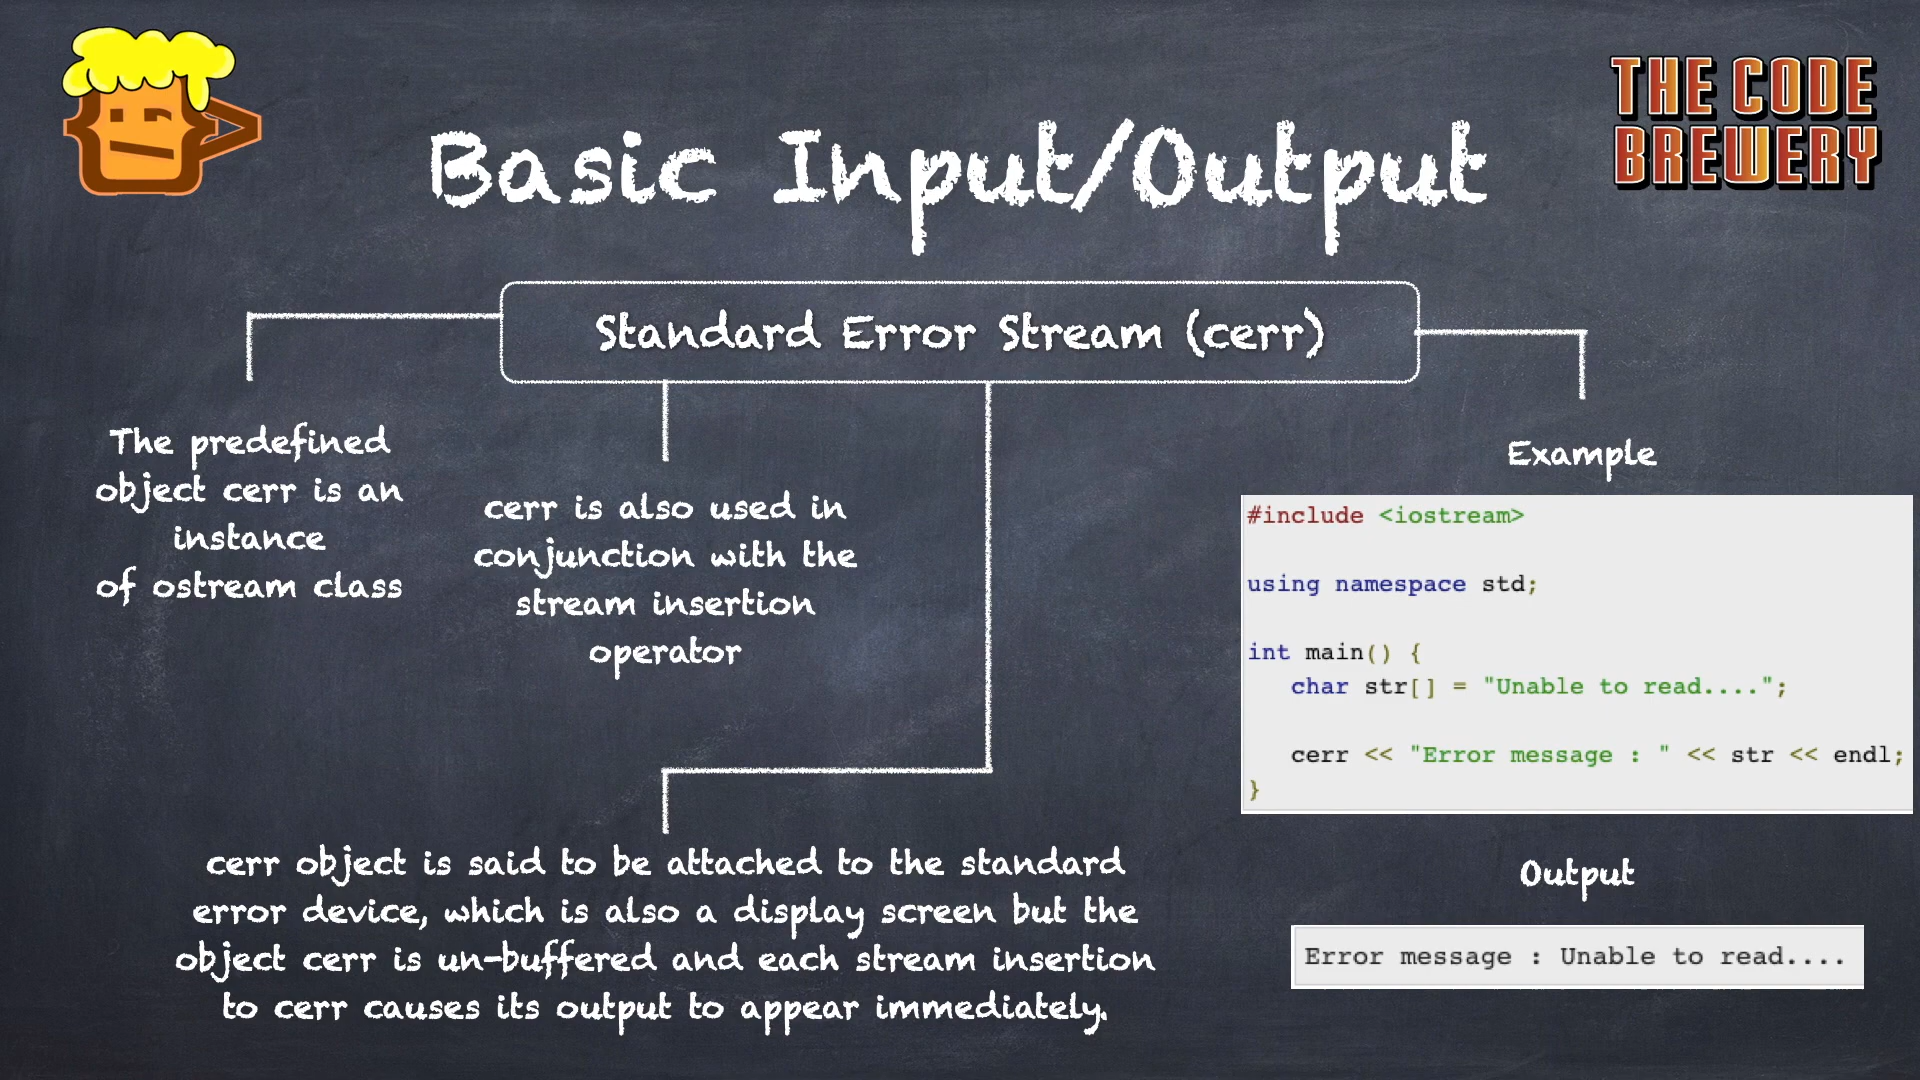 THE CODE
BREWERY
Basic Input/Output
Standard Error Stream (cerr)
The predefined
object cerr is an
instance
of ostream class
cerr is also used in
conjunction with the
stream insertion
operator
cerr object is said to be attached to the standard
error device, which is also a display screen but the
object cerr is un-buffered and each stream insertion
to cerr causes its output to appear immediately.
Example
#include <iostream>
using namespace std;
int main() {
   char str[] = "Unable to read....";
   cerr << "Error message : " << str << endl;
}
Output
Error message : Unable to read....